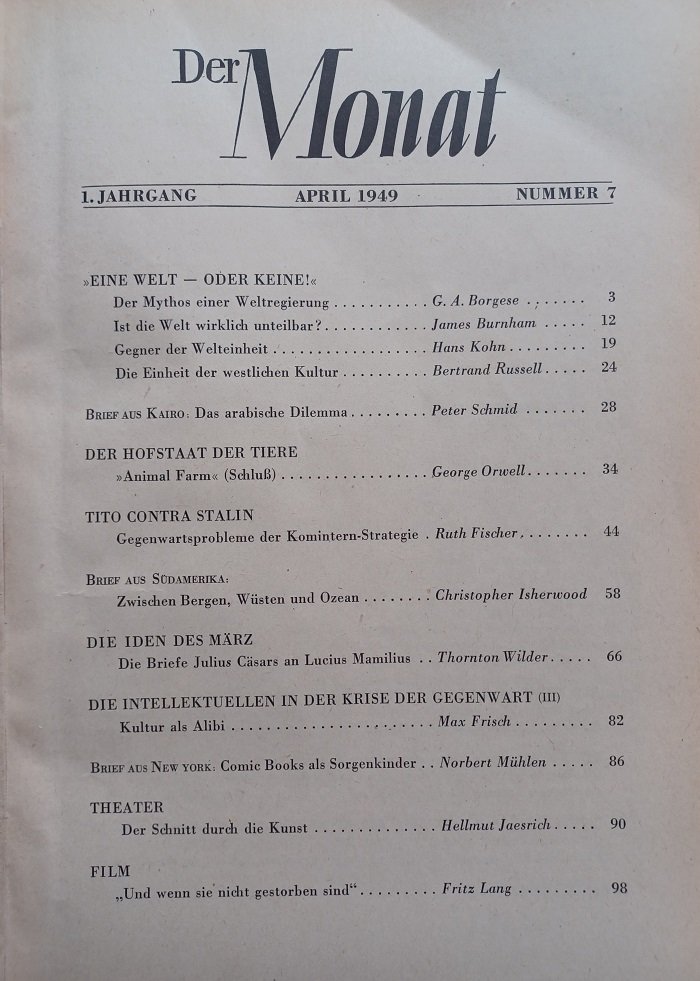 Der Monat
1. JAHRGANG APRIL 1949 NUMMER 7
»EINE WELT — ODER KEINE!«
Der Mythos einer Weltregierung . . . . . . . . . . . G. A. Borgese . . . . . . . 3
Ist die Welt wirklich unteilbar? . . . . . . . . . . . . James Burnham . . . . . 12
Gegner der Welteinheit . . . . . . . . . . . . . . . . . . Hans Kohn . . . . . . . . . 19
Die Einheit der westlichen Kultur . . . . . . . . . . Bertrand Russell . . . . . 24
BRIEF AUS KAIRO: Das arabische Dilemma . . . . . . . . . Peter Schmid . . . . . . . 28
DER HOFSTAAT DER TIERE
»Animal Farm« (Schluß) . . . . . . . . . . . . . . . . . George Orwell . . . . . . . 34
TITO CONTRA STALIN
Gegenwartsprobleme der Komintern-Strategie . Ruth Fischer . . . . . . . . 44
BRIEF AUS SÜDAMERIKA:
Zwischen Bergen, Wüsten und Ozean . . . . . . . . Christopher Isherwood 58
DIE IDEN DES MÄRZ
Die Briefe Julius Cäsars an Lucius Mamilius . . Thornton Wilder . . . . . 66
DIE INTELLEKTUELLEN IN DER KRISE DER GEGENWART (III)
Kultur als Alibi . . . . . . . . . . . . . . . . . . . . . . . Max Frisch . . . . . . . . . 82
BRIEF AUS NEW YORK: Comic Books als Sorgenkinder . . Norbert Mühlen . . . . . 86
THEATER
Der Schnitt durch die Kunst . . . . . . . . . . . . . . Hellmut Jaesrich . . . . . 90
FILM
„Und wenn sie nicht gestorben sind“ . . . . . . . . . Fritz Lang . . . . . . . . . 98